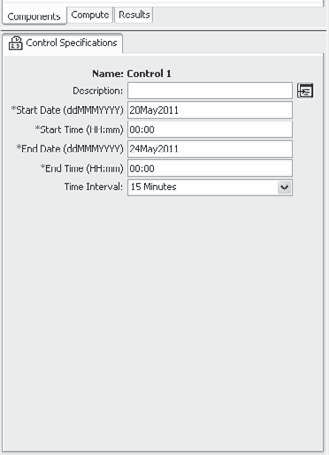 Components Compute Results
Control Specifications
Name: Control 1
Description:
*Start Date (ddMMMYYYY) 20May2011
*Start Time (HH:mm) 00:00
*End Date (ddMMMYYYY) 24May2011
*End Time (HH:mm) 00:00
Time Interval: 15 Minutes